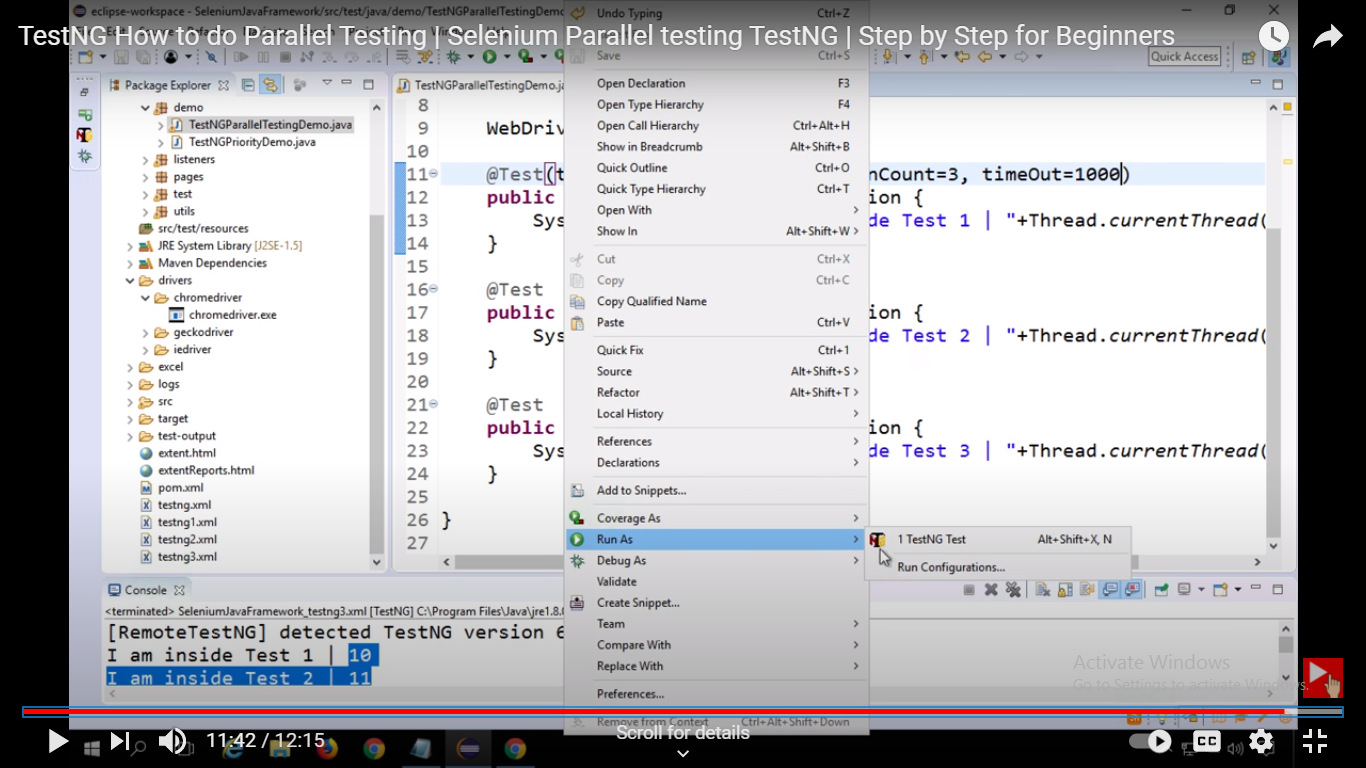 eclipse-workspace - SeleniumJavaFramework/src/test/java/demo/TestNGParallelTestingDemo
TestNG How to do Parallel Testing | Selenium Parallel testing TestNG | Step by Step for Beginners
Quick Access
Package Explorer
TestNGParallelTestingDemo.ja
demo
TestNGParallelTestingDemo.java
TestNGPriorityDemo.java
listeners
pages
test
utils
src/test/resources
JRE System Library [J2SE-1.5]
Maven Dependencies
drivers
chromedriver
chromedriver.exe
geckodriver
iedriver
excel
logs
src
target
test-output
extent.html
extentReports.html
pom.xml
testng.xml
testng1.xml
testng2.xml
testng3.xml
8
9 WebDriv
10
11 @Test(t nCount=3, timeOut=1000)
12 public ion {
13 Sys de Test 1 | "+Thread.currentThread(
14 }
15
16 @Test
17 public ion {
18 Sys de Test 2 | "+Thread.currentThread(
19 }
20
21 @Test
22 public ion {
23 Sys de Test 3 | "+Thread.currentThread(
24 }
25
26 }
27
Undo Typing Ctrl+Z
Save Ctrl+S
Open Declaration F3
Open Type Hierarchy F4
Open Call Hierarchy Ctrl+Alt+H
Show in Breadcrumb Alt+Shift+B
Quick Outline Ctrl+O
Quick Type Hierarchy Ctrl+T
Open With
Show In Alt+Shift+W
Cut Ctrl+X
Copy Ctrl+C
Copy Qualified Name
Paste Ctrl+V
Quick Fix Ctrl+1
Source Alt+Shift+S
Refactor Alt+Shift+T
Local History
References
Declarations
Add to Snippets...
Coverage As
Run As
Debug As
Validate
Create Snippet...
Team
Compare With
Replace With
Preferences...
Remove from Context Ctrl+Alt+Shift+Down
1 TestNG Test Alt+Shift+X, N
Run Configurations...
Console
<terminated> SeleniumJavaFramework_testng3.xml [TestNG] C:\Program Files\Java\jre1.8.0
[RemoteTestNG] detected TestNG version 6
I am inside Test 1 | 10
I am inside Test 2 | 11
Activate Windows
Go to Settings to activate Windows.
11:42 / 12:15
Scroll for details
CC